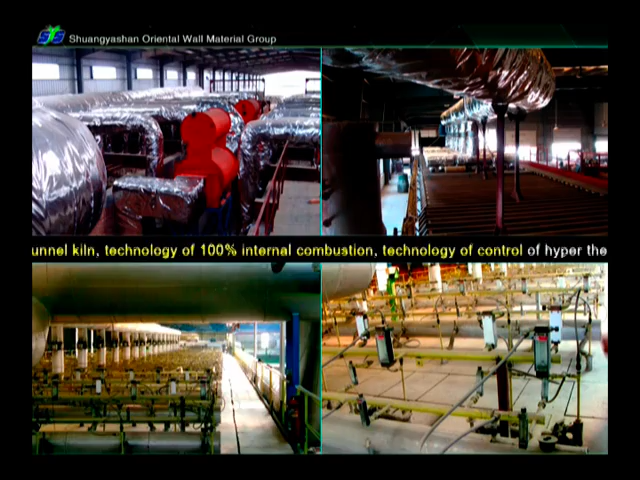 Shuangyashan Oriental Wall Material Group
unnel kiln, technology of 100% internal combustion, technology of control of hyper the